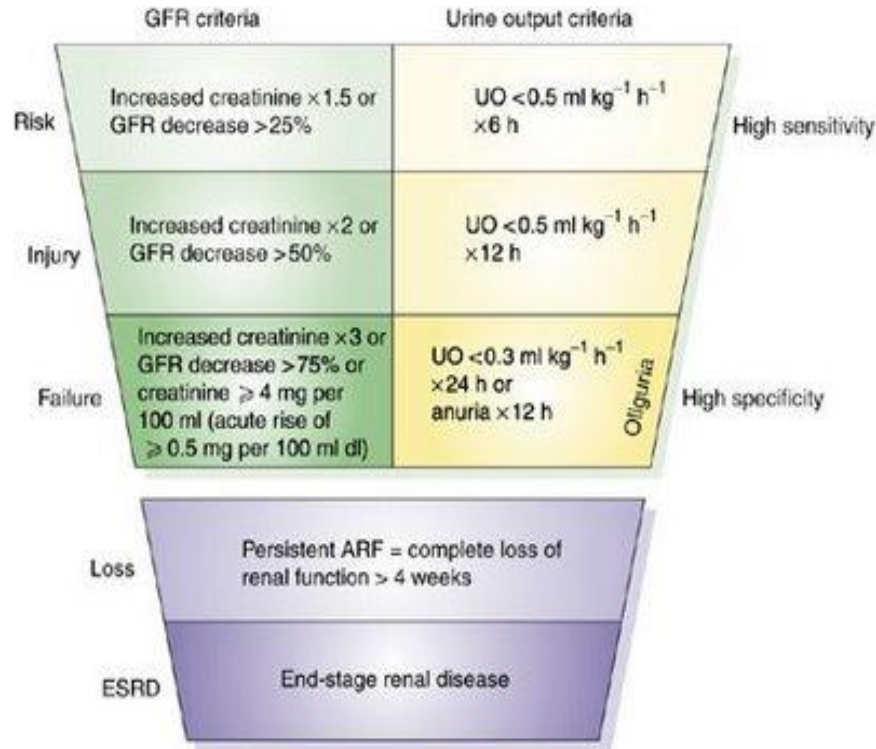 GFR criteria
Urine output criteria
Risk
Increased creatinine ×1.5 or
GFR decrease >25%
UO <0.5 ml kg⁻¹ h⁻¹
×6 h
High sensitivity
Injury
Increased creatinine ×2 or
GFR decrease >50%
UO <0.5 ml kg⁻¹ h⁻¹
×12 h
Failure
Increased creatinine ×3 or
GFR decrease >75% or
creatinine ⩾ 4 mg per
100 ml (acute rise of
⩾ 0.5 mg per 100 ml dl)
UO <0.3 ml kg⁻¹ h⁻¹
×24 h or
anuria ×12 h
Oliguria
High specificity
Loss
Persistent ARF = complete loss of
renal function > 4 weeks
ESRD
End-stage renal disease